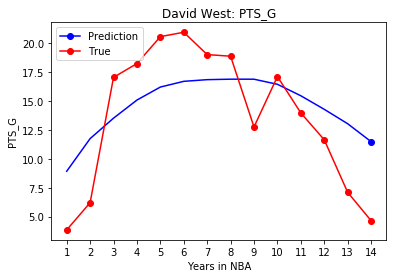 David West: PTS_G
Prediction
True
20.0
17.5
15.0
12.5
10.0
7.5
5.0
PTS_G
1 2 3 4 5 6 7 8 9 10 11 12 13 14
Years in NBA